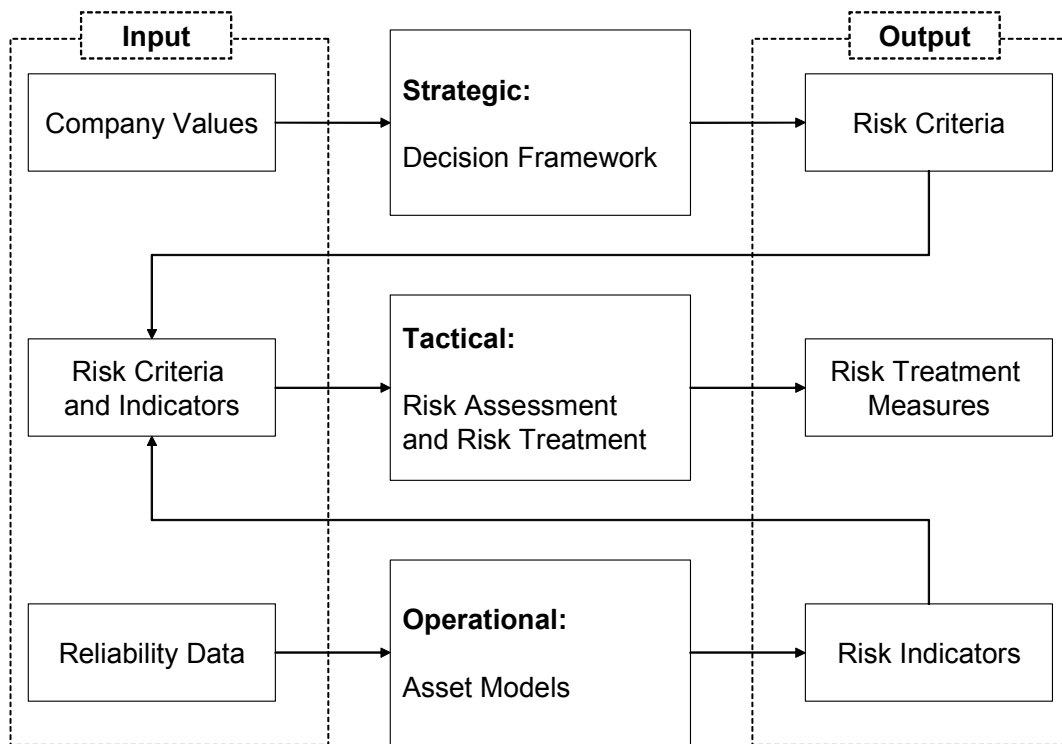 Input
Output
Company Values
Strategic:
Decision Framework
Risk Criteria
Risk Criteria
and Indicators
Tactical:
Risk Assessment
and Risk Treatment
Risk Treatment
Measures
Reliability Data
Operational:
Asset Models
Risk Indicators